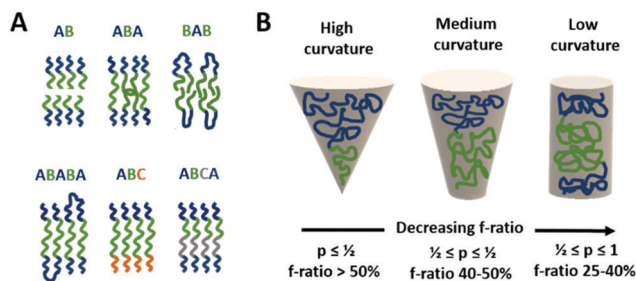 A
AB ABA BAB
ABABA ABC ABCA
B
High
curvature
Medium
curvature
Low
curvature
Decreasing f-ratio
p ≤ ½
f-ratio > 50%
½ ≤ p ≤ ½
f-ratio 40-50%
½ ≤ p ≤ 1
f-ratio 25-40%